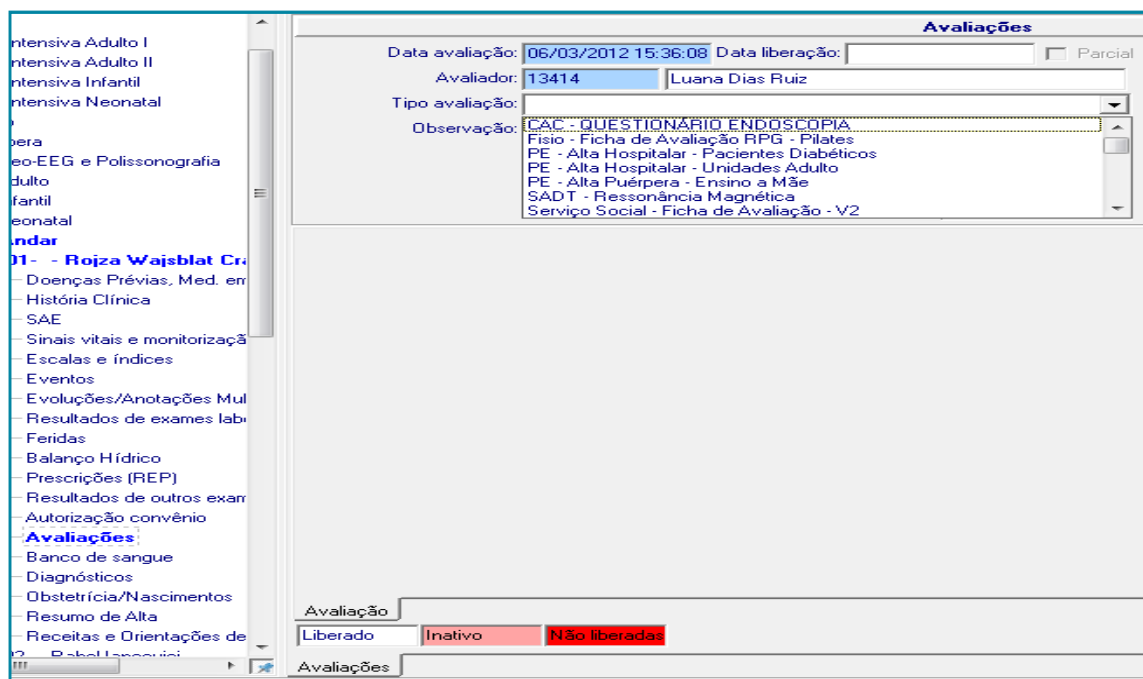 ntensiva Adulto I
ntensiva Adulto II
ntensiva Infantil
ntensiva Neonatal
pera
eo-EEG e Polissonografia
dulto
fantil
eonatal
ndar
01- - Rojza Wajsblat Cra
Doenças Prévias, Med. em
História Clínica
SAE
Sinais vitais e monitorizaçã
Escalas e índices
Eventos
Evoluções/Anotações Mul
Resultados de exames lab
Feridas
Balanço Hídrico
Prescrições (REP)
Resultados de outros exam
Autorização convênio
Avaliações
Banco de sangue
Diagnósticos
Obstetrícia/Nascimentos
Resumo de Alta
Receitas e Orientações de
Avaliações
Data avaliação: 06/03/2012 15:36:08 Data liberação: Parcial
Avaliador: 13414 Luana Dias Ruiz
Tipo avaliação:
Observação:
CAC - QUESTIONÁRIO ENDOSCOPIA
Fisio - Ficha de Avaliação RPG - Pilates
PE - Alta Hospitalar - Pacientes Diabéticos
PE - Alta Hospitalar - Unidades Adulto
PE - Alta Puérpera - Ensino a Mãe
SADT - Ressonância Magnética
Serviço Social - Ficha de Avaliação - V2
Avaliação
Liberado Inativo Não liberadas
Avaliações